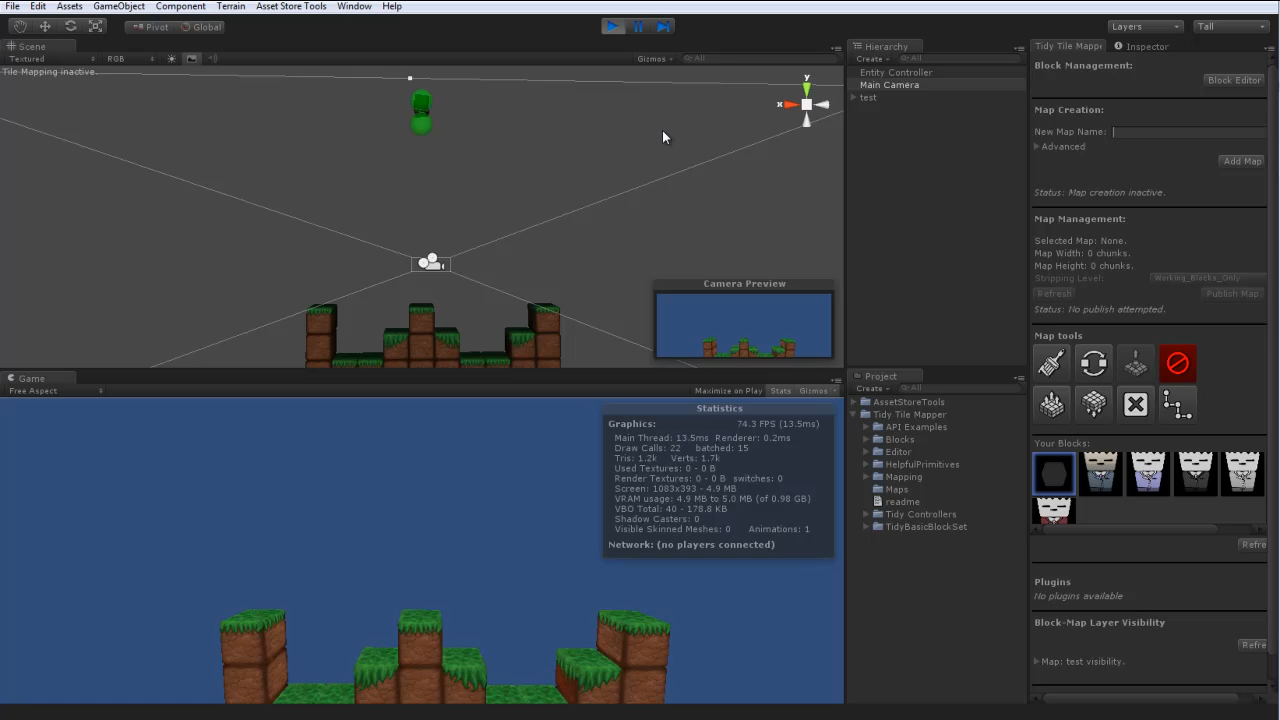 File Edit Assets GameObject Component Terrain Asset Store Tools Window Help
Pivot Global Layers Tall
Scene
Textured RGB Gizmos All
Tile Mapping inactive.
y
x
Camera Preview
Game
Free Aspect Maximize on Play Stats Gizmos
Statistics
Graphics: 74.3 FPS (13.5ms)
Main Thread: 13.5ms Renderer: 0.2ms
Draw Calls: 22 batched: 15
Tris: 1.2k Verts: 1.7k
Used Textures: 0 - 0 B
Render Textures: 0 - 0 B switches: 0
Screen: 1083x393 - 4.9 MB
VRAM usage: 4.9 MB to 5.0 MB (of 0.98 GB)
VBO Total: 40 - 178.8 KB
Shadow Casters: 0
Visible Skinned Meshes: 0 Animations: 1
Network: (no players connected)
Hierarchy
Create All
Entity Controller
Main Camera
test
Project
Create All
AssetStoreTools
Tidy Tile Mapper
API Examples
Blocks
Editor
HelpfulPrimitives
Mapping
Maps
readme
Tidy Controllers
TidyBasicBlockSet
Tidy Tile Mappe Inspector
Block Management:
Block Editor
Map Creation:
New Map Name:
Advanced
Add Map
Status: Map creation inactive.
Map Management:
Selected Map: None.
Map Width: 0 chunks.
Map Height: 0 chunks.
Stripping Level: Working_Blocks_Only
Refresh Publish Map
Status: No publish attempted.
Map tools
Your Blocks:
Refre
Plugins
No plugins available
Block-Map Layer Visibility
Refre
Map: test visibility.